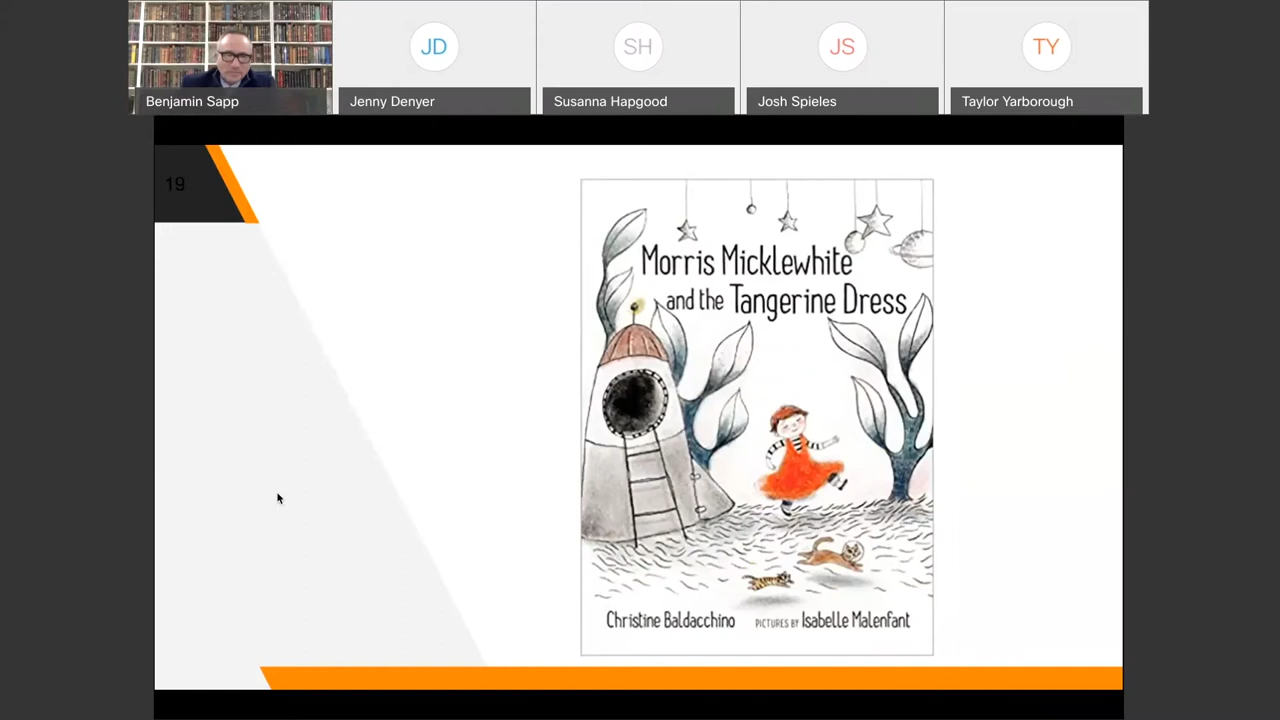 JD
SH
JS
TY
Benjamin Sapp
Jenny Denyer
Susanna Hapgood
Josh Spieles
Taylor Yarborough
19
Morris Micklewhite
and the Tangerine Dress
Christine Baldacchino
PICTURES BY Isabelle Malenfant